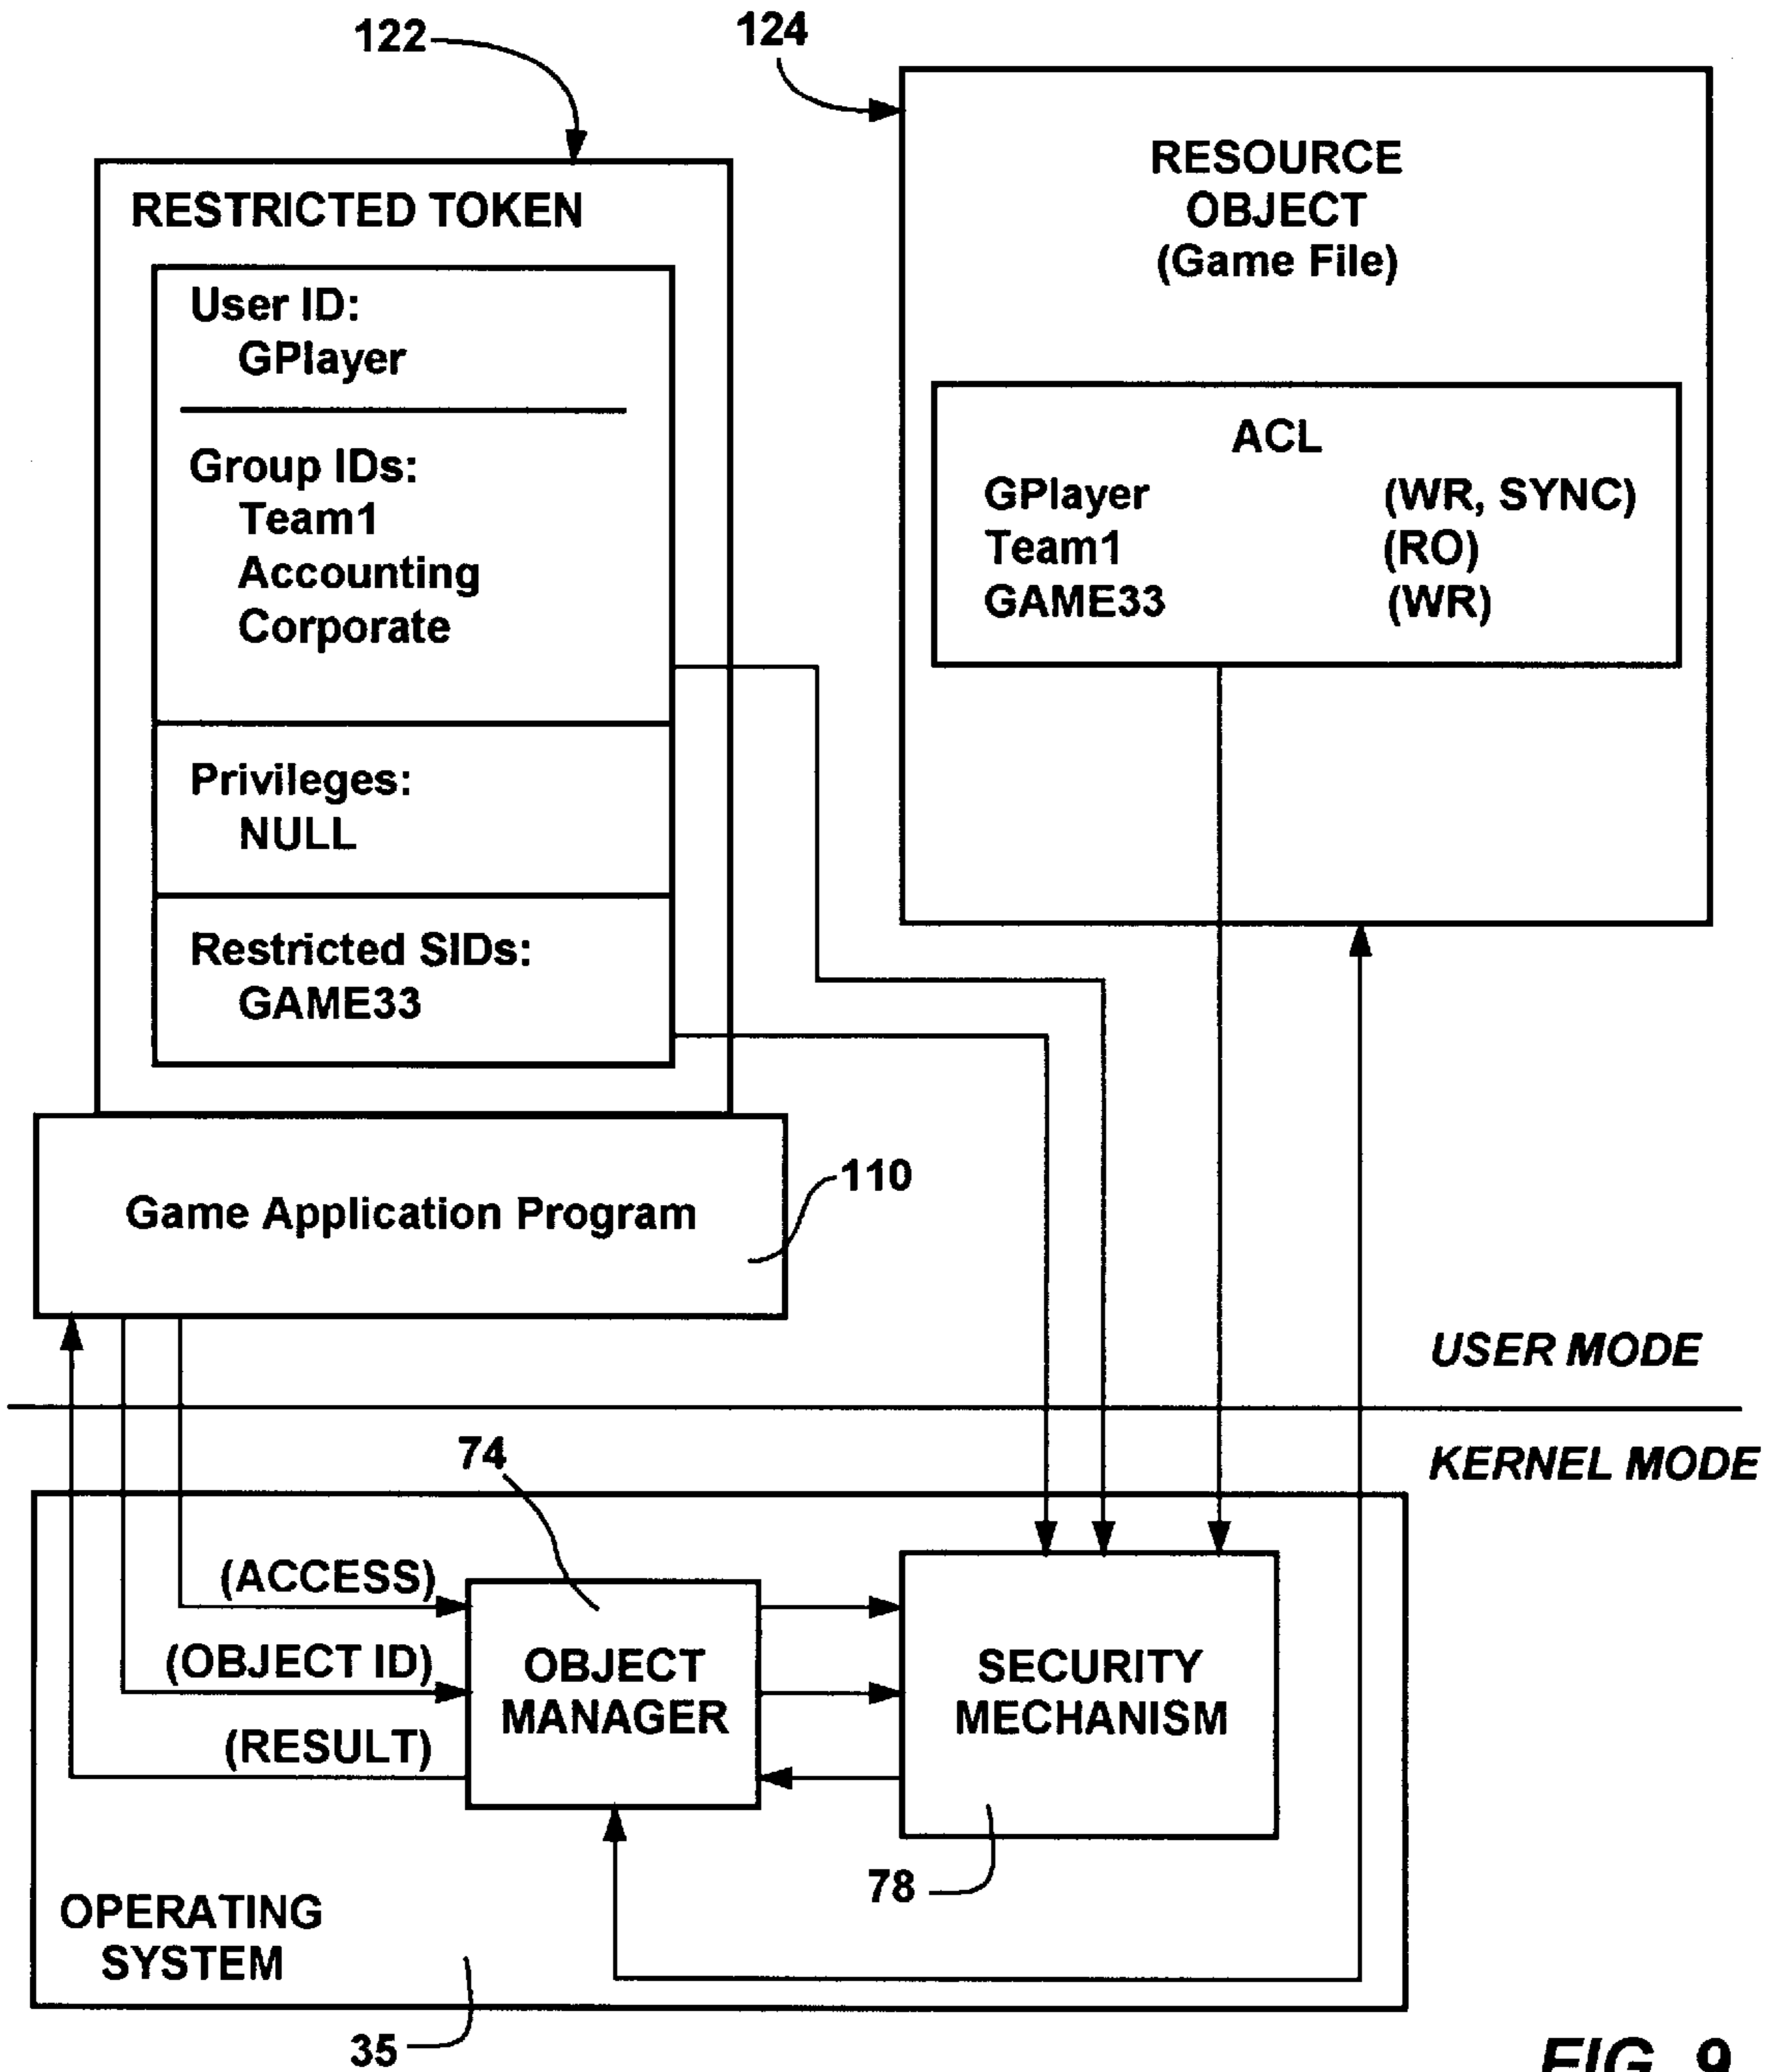 122
124
RESTRICTED TOKEN
User ID:
GPlayer
Group IDs:
Team1
Accounting
Corporate
Privileges:
NULL
Restricted SIDs:
GAME33
RESOURCE
OBJECT
(Game File)
ACL
GPlayer (WR, SYNC)
Team1 (RO)
GAME33 (WR)
Game Application Program
110
USER MODE
KERNEL MODE
74
(ACCESS)
(OBJECT ID)
(RESULT)
OBJECT
MANAGER
SECURITY
MECHANISM
78
OPERATING
SYSTEM
35
FIG. 9